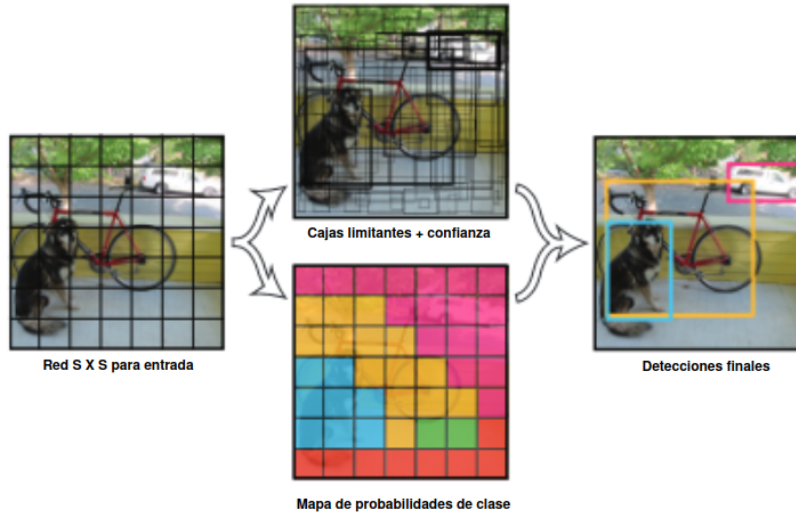 Cajas limitantes + confianza
Red S X S para entrada
Detecciones finales
Mapa de probabilidades de clase